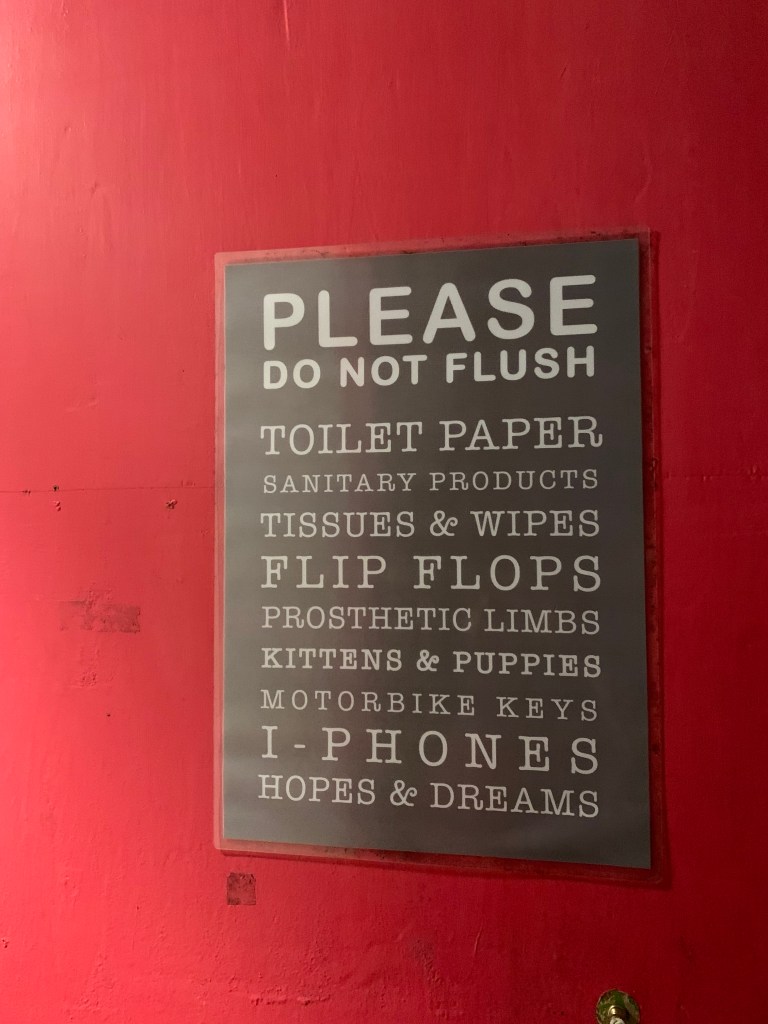 PLEASE
DO NOT FLUSH
TOILET PAPER
SANITARY PRODUCTS
TISSUES & WIPES
FLIP FLOPS
PROSTHETIC LIMBS
KITTENS & PUPPIES
MOTORBIKE KEYS
I-PHONES
HOPES & DREAMS